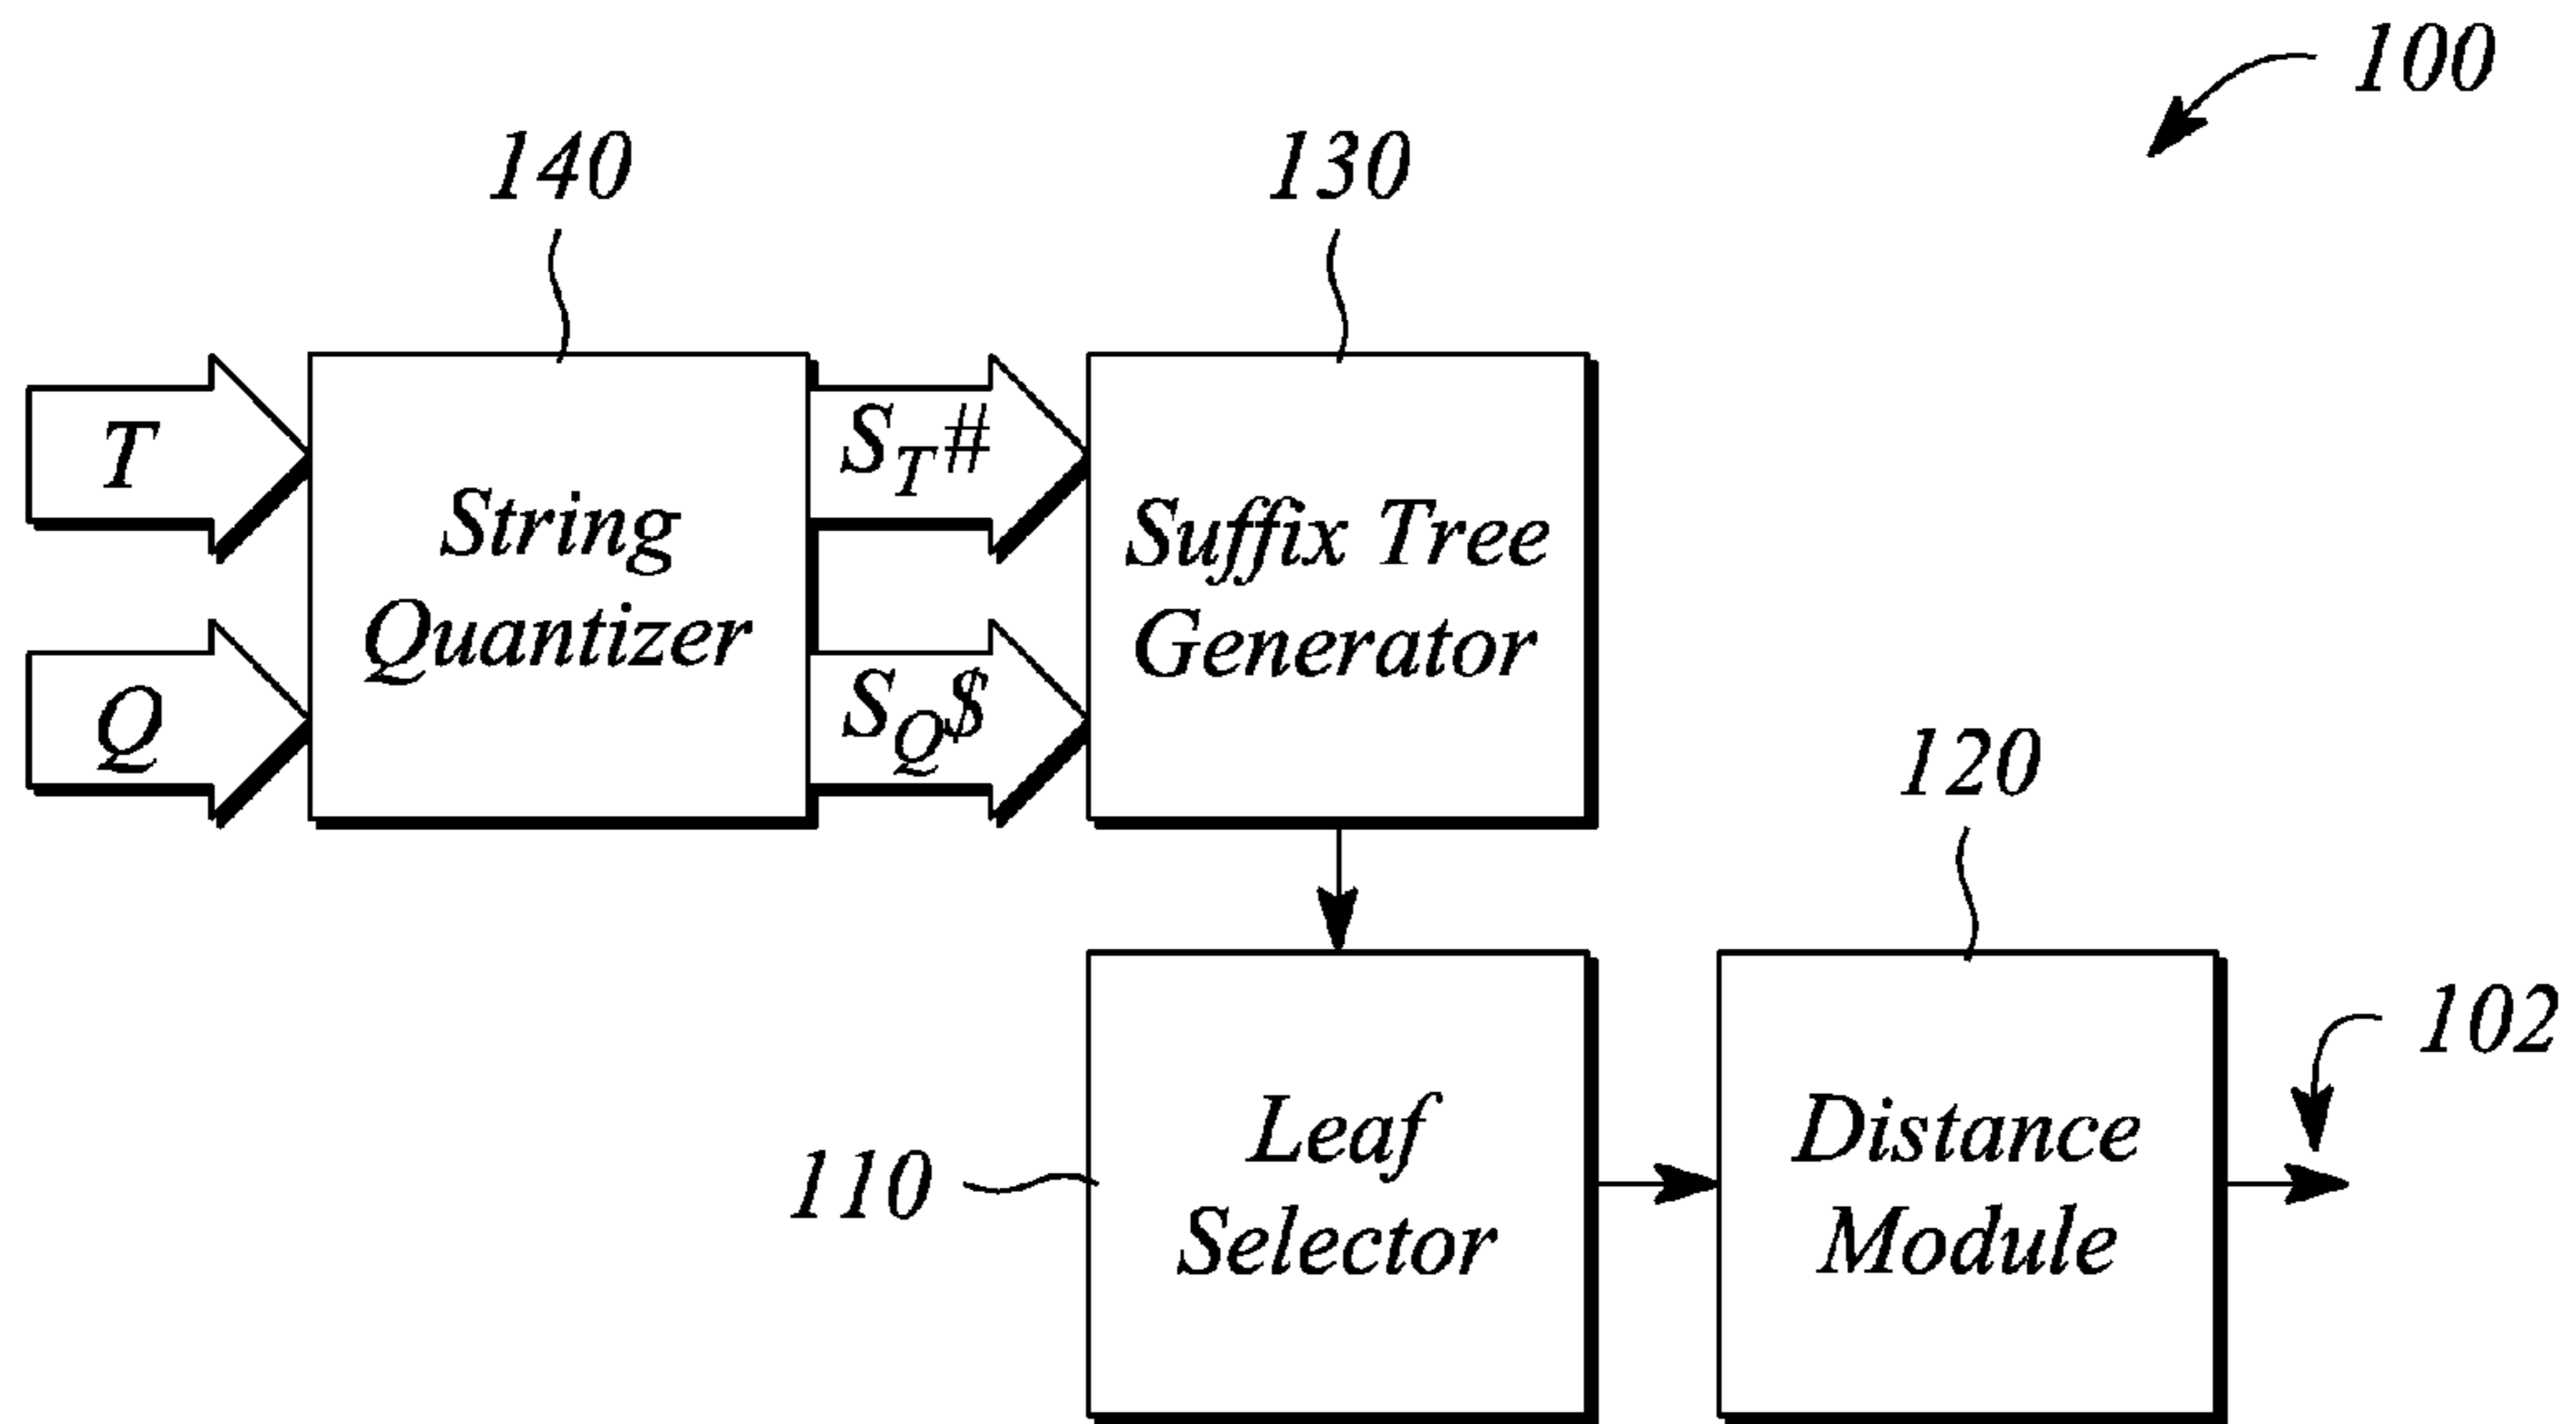 100
140
130
T
String
Quantizer
Q
S_T#
S_Q$
Suffix Tree
Generator
120
110
Leaf
Selector
Distance
Module
102